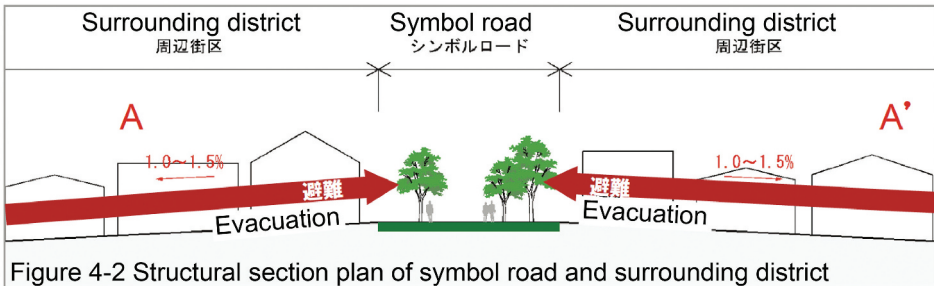 Surrounding district
周辺街区
Symbol road
シンボルロード
Surrounding district
周辺街区
A
A’
1.0～1.5%
1.0～1.5%
避難
避難
Evacuation
Evacuation
Figure 4-2 Structural section plan of symbol road and surrounding district